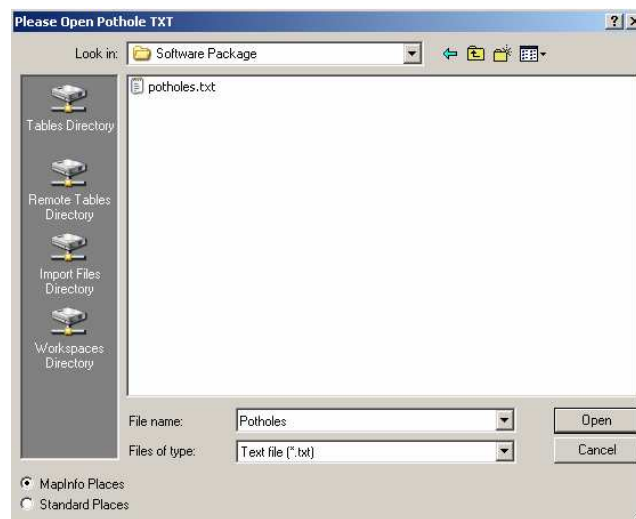 Please Open Pothole TXT
Look in: Software Package
potholes.txt
Tables Directory
Remote Tables
Directory
Import Files
Directory
Workspaces
Directory
File name: Potholes Open
Files of type: Text file (*.txt) Cancel
MapInfo Places
Standard Places